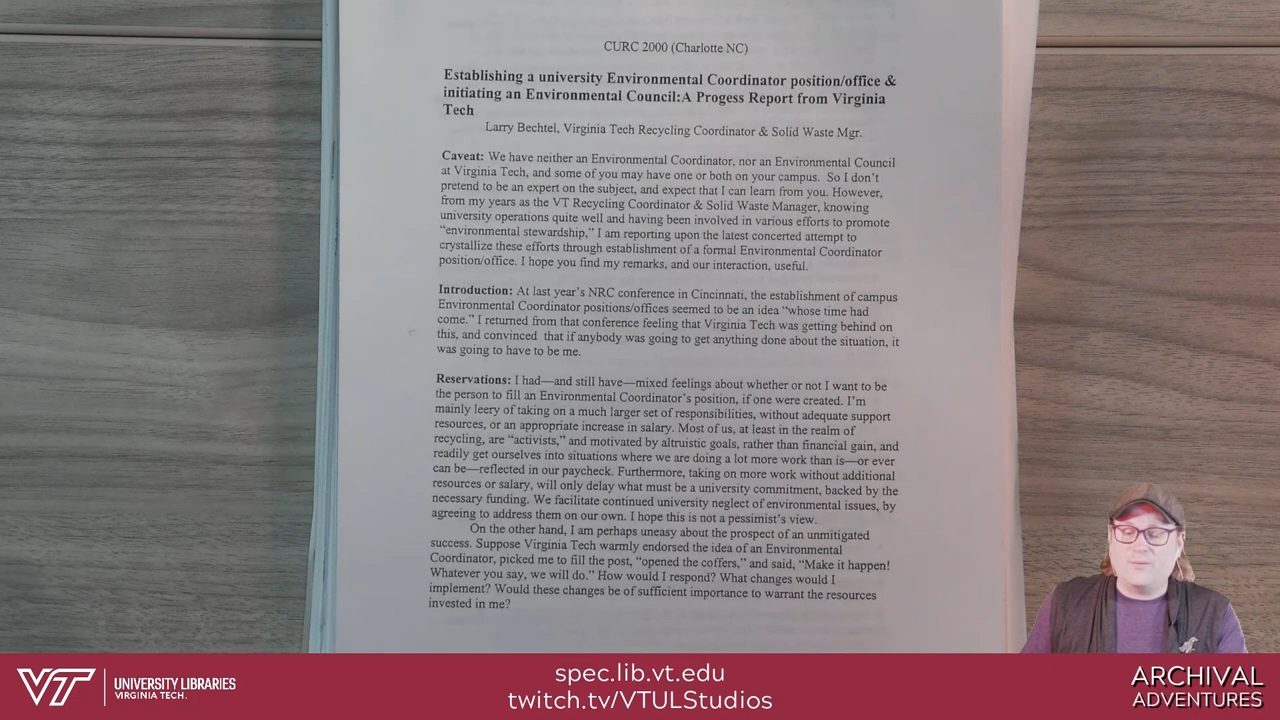 CURC 2000 (Charlotte NC)
Establishing a university Environmental Coordinator position/office &
initiating an Environmental Council:A Progess Report from Virginia
Tech
Larry Bechtel, Virginia Tech Recycling Coordinator & Solid Waste Mgr.
Caveat: We have neither an Environmental Coordinator, nor an Environmental Council
at Virginia Tech, and some of you may have one or both on your campus. So I don't
pretend to be an expert on the subject, and expect that I can learn from you. However,
from my years as the VT Recycling Coordinator & Solid Waste Manager, knowing
university operations quite well and having been involved in various efforts to promote
"environmental stewardship," I am reporting upon the latest concerted attempt to
crystallize these efforts through establishment of a formal Environmental Coordinator
position/office. I hope you find my remarks, and our interaction, useful.
Introduction: At last year's NRC conference in Cincinnati, the establishment of campus
Environmental Coordinator positions/offices seemed to be an idea "whose time had
come." I returned from that conference feeling that Virginia Tech was getting behind on
this, and convinced that if anybody was going to get anything done about the situation, it
was going to have to be me.
Reservations: I had—and still have—mixed feelings about whether or not I want to be
the person to fill an Environmental Coordinator's position, if one were created. I'm
mainly leery of taking on a much larger set of responsibilities, without adequate support
resources, or an appropriate increase in salary. Most of us, at least in the realm of
recycling, are "activists," and motivated by altruistic goals, rather than financial gain, and
readily get ourselves into situations where we are doing a lot more work than is—or ever
can be—reflected in our paycheck. Furthermore, taking on more work without additional
resources or salary, will only delay what must be a university commitment, backed by the
necessary funding. We facilitate continued university neglect of environmental issues, by
agreeing to address them on our own. I hope this is not a pessimist's view.
On the other hand, I am perhaps uneasy about the prospect of an unmitigated
success. Suppose Virginia Tech warmly endorsed the idea of an Environmental
Coordinator, picked me to fill the post, "opened the coffers," and said, "Make it happen!
Whatever you say, we will do." How would I respond? What changes would I
implement? Would these changes be of sufficient importance to warrant the resources
invested in me?
VT UNIVERSITY LIBRARIES
VIRGINIA TECH.
spec.lib.vt.edu
twitch.tv/VTULStudios
ARCHIVAL
ADVENTURES